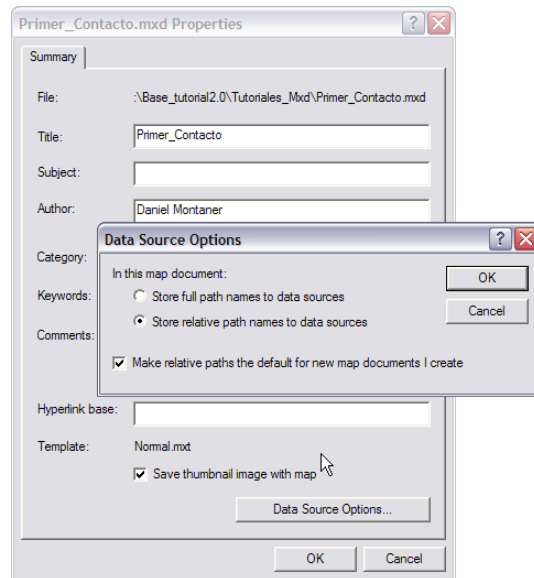 Primer_Contacto.mxd Properties
Summary
File: :\Base_tutorial2.0\Tutoriales_Mxd\Primer_Contacto.mxd
Title: Primer_Contacto
Subject:
Author: Daniel Montaner
Data Source Options
Category:
In this map document:
OK
Keywords:
Store full path names to data sources
Cancel
Store relative path names to data sources
Comments:
Make relative paths the default for new map documents I create
Hyperlink base:
Template: Normal.mxt
Save thumbnail image with map
Data Source Options...
OK Cancel